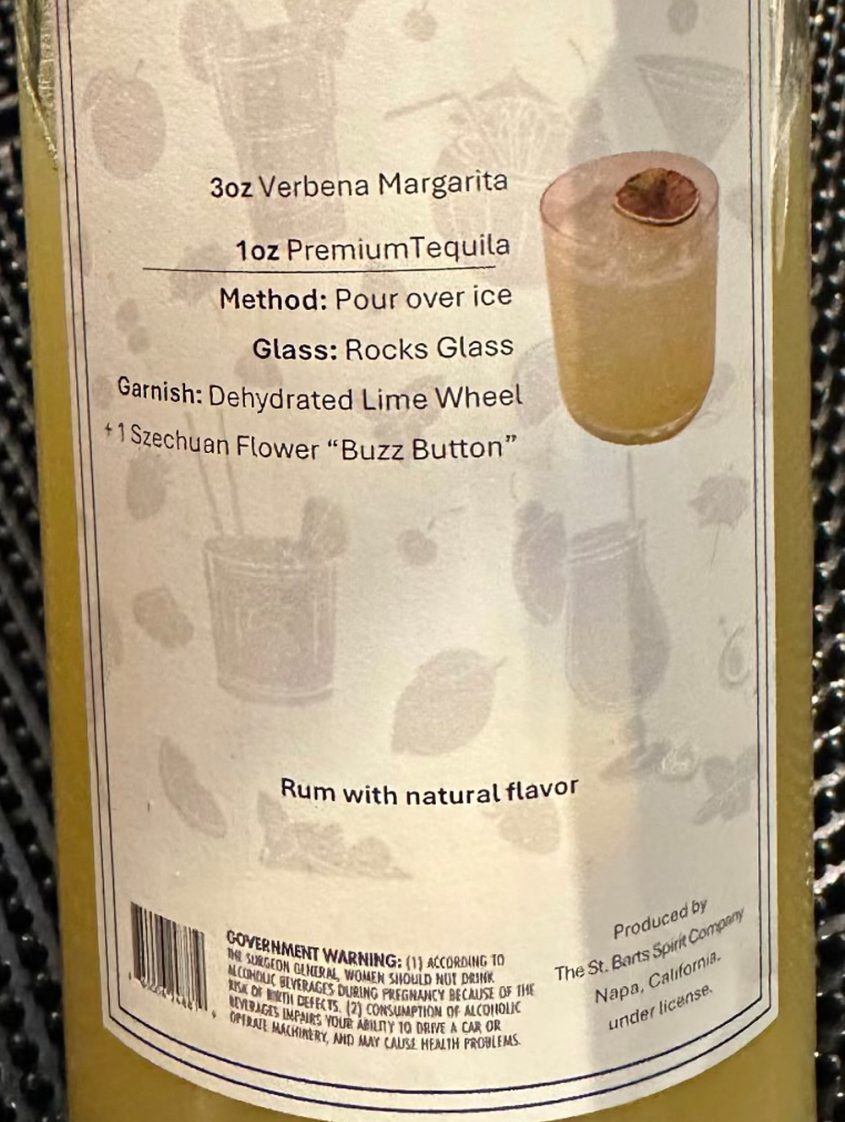 3oz Verbena Margarita
1oz PremiumTequila
Method: Pour over ice
Glass: Rocks Glass
Garnish: Dehydrated Lime Wheel
+1 Szechuan Flower “Buzz Button”
Rum with natural flavor
GOVERNMENT WARNING: (1) ACCORDING TO
THE SURGEON GENERAL, WOMEN SHOULD NOT DRINK
ALCOHOLIC BEVERAGES DURING PREGNANCY BECAUSE OF THE
RISK OF BIRTH DEFECTS. (2) CONSUMPTION OF ALCOHOLIC
BEVERAGES IMPAIRS YOUR ABILITY TO DRIVE A CAR OR
OPERATE MACHINERY, AND MAY CAUSE HEALTH PROBLEMS.
Produced by
The St. Barts Spirit Company
Napa, California.
under license.